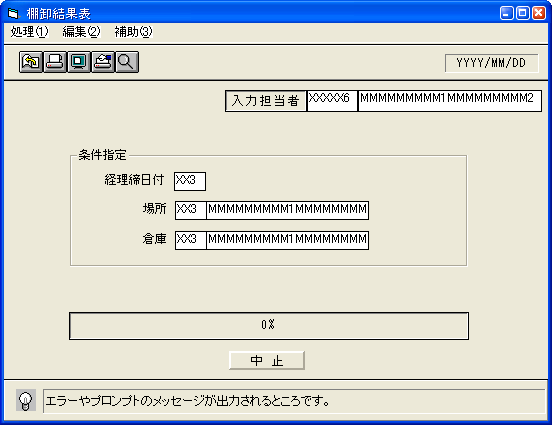 棚卸結果表
処理(1) 編集(2) 補助(3)
YYYY/MM/DD
入力担当者 XXXXX6 MMMMMMMMM1MMMMMMMMM2
条件指定
経理締日付 XX3
場所 XX3 MMMMMMMMM1MMMMMMMM
倉庫 XX3 MMMMMMMMM1MMMMMMMM
0%
中 止
エラーやプロンプトのメッセージが出力されるところです。